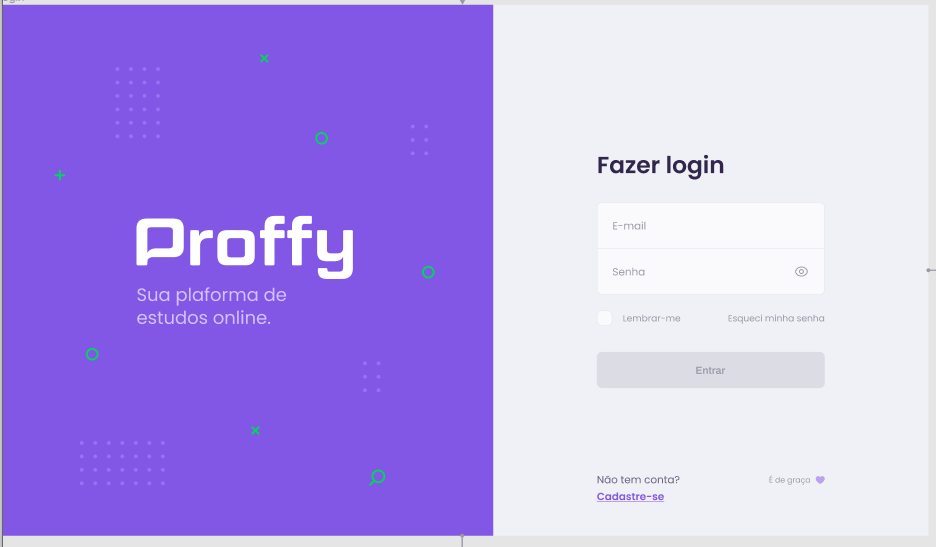 Proffy
Sua plaforma de
estudos online.
Fazer login
E-mail
Senha
Lembrar-me
Esqueci minha senha
Entrar
Não tem conta?
Cadastre-se
É de graça